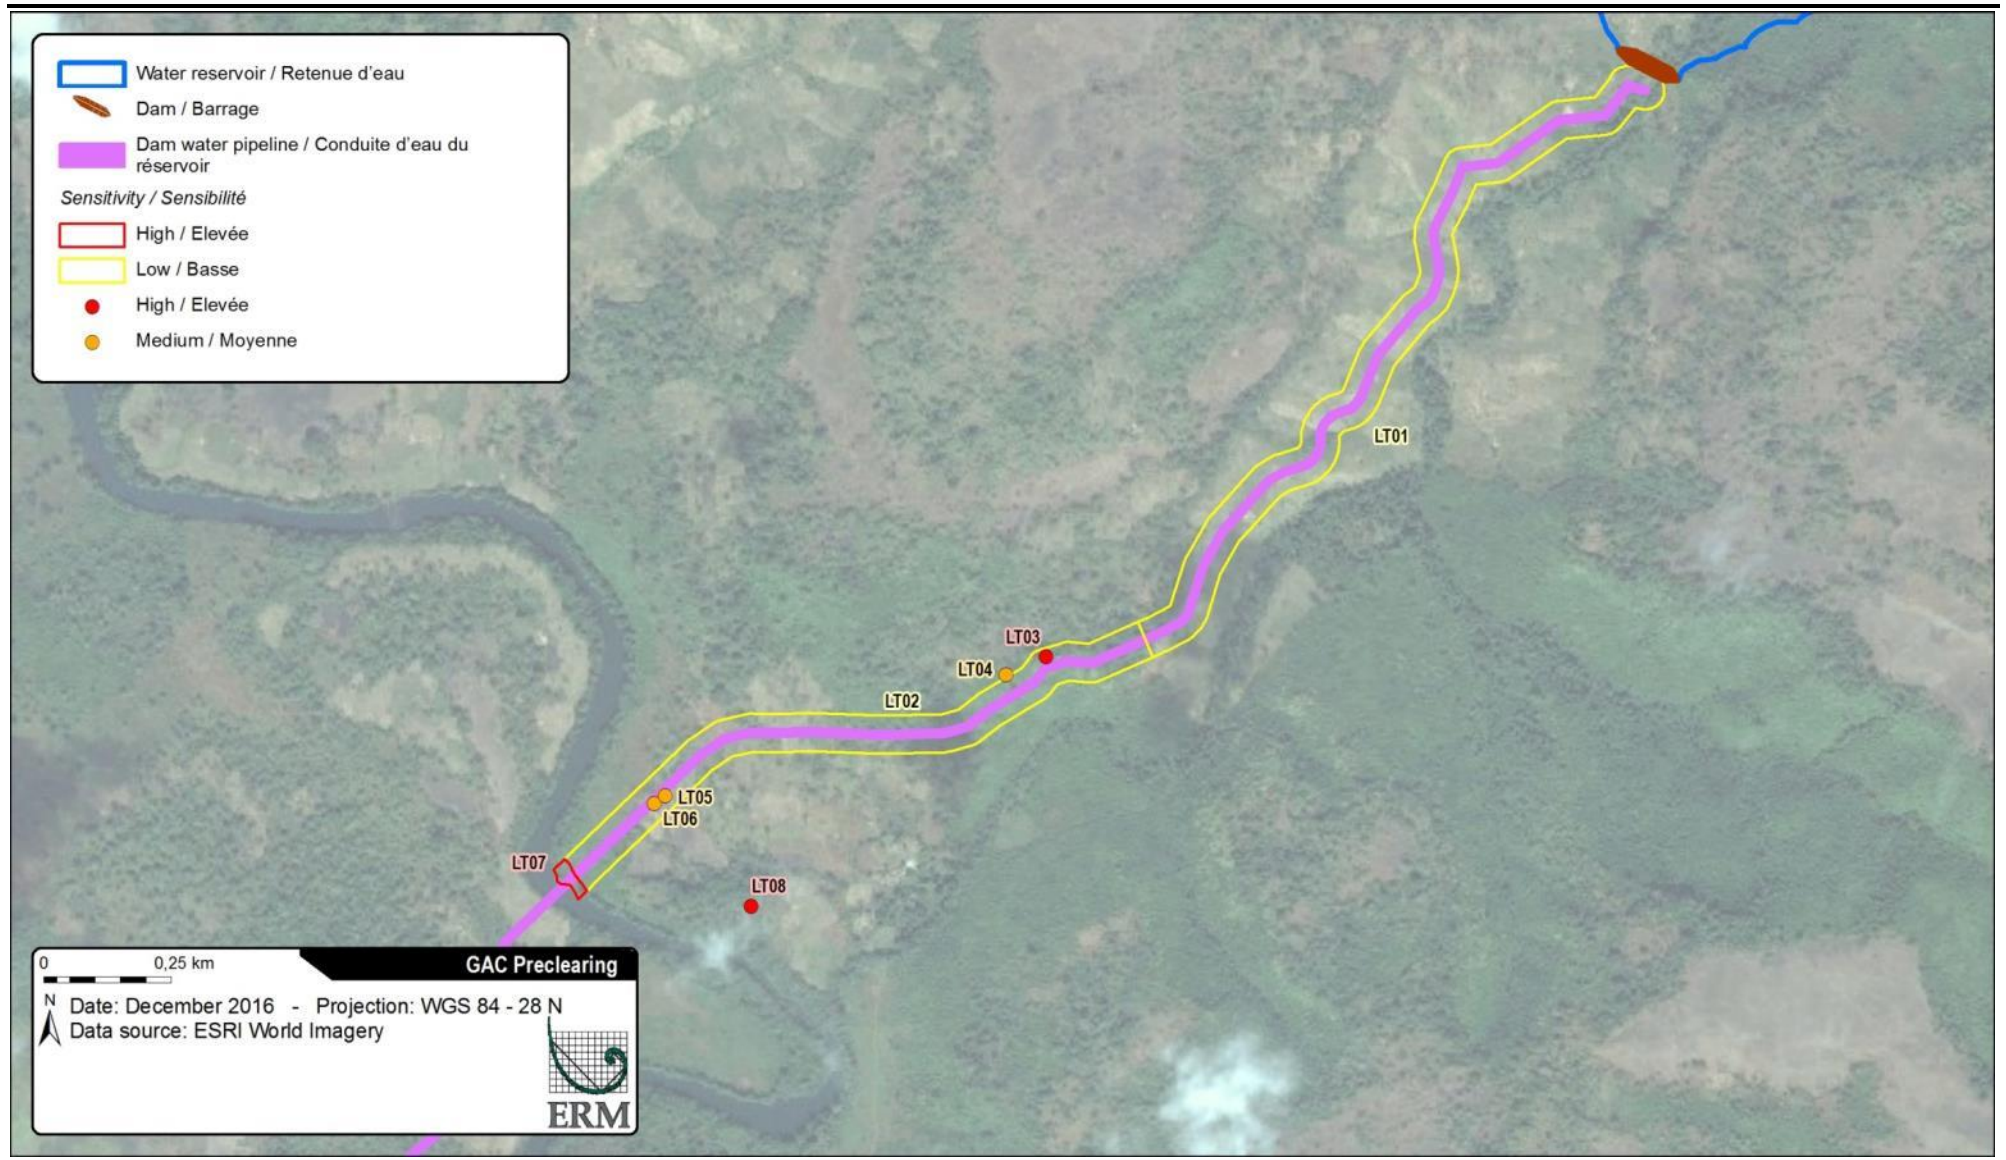 Water reservoir / Retenue d'eau
Dam / Barrage
Dam water pipeline / Conduite d'eau du
réservoir
Sensitivity / Sensibilité
High / Elevée
Low / Basse
High / Elevée
Medium / Moyenne
LT01
LT03
LT04
LT02
LT05
LT06
LT07
LT08
0 0,25 km
GAC Preclearing
N
Date: December 2016 - Projection: WGS 84 - 28 N
Data source: ESRI World Imagery
ERM